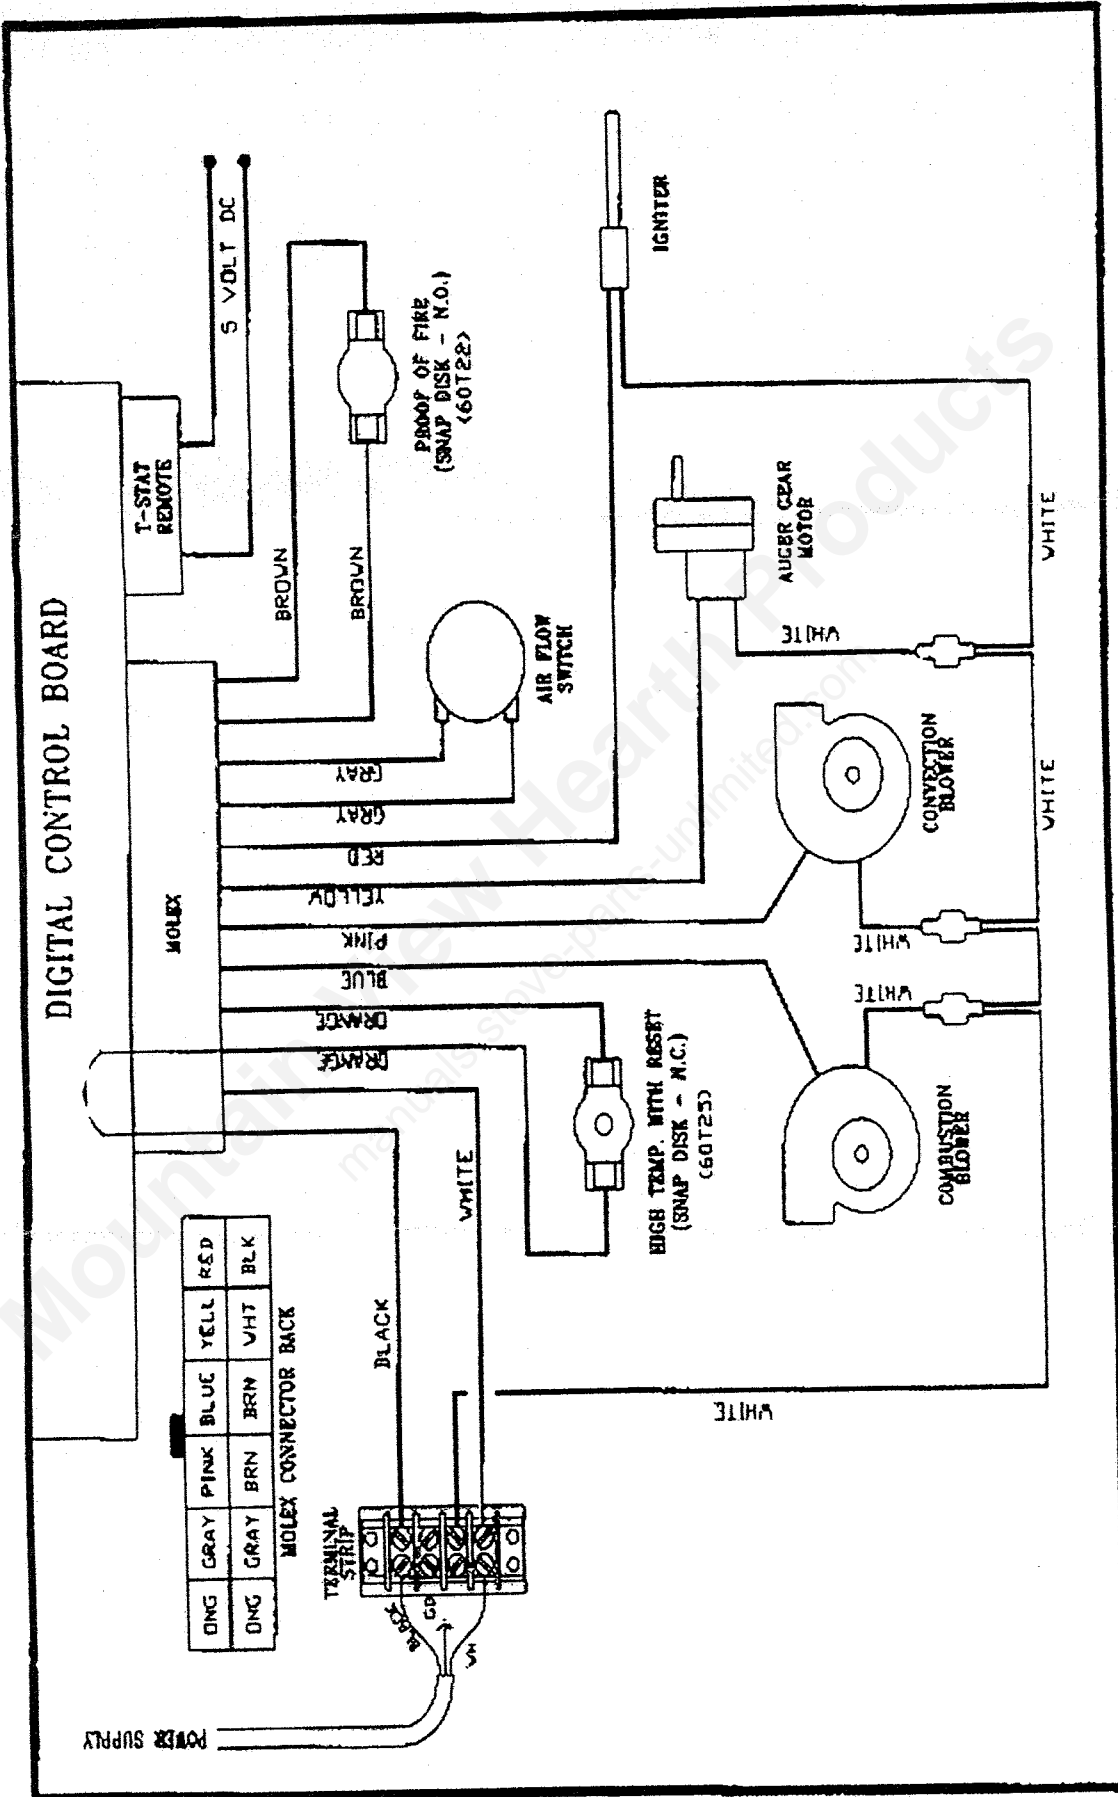 DIGITAL CONTROL BOARD
T-STAT
REMOTE
5 VOLT DC
MOLEX
BROWN
BROWN
PROOF OF FIRE
(SNAP DISK - N.O.)
(60T22)
GRAY
GRAY
AIR FLOW
SWITCH
RED
IGNITER
YELLOW
AUGER GEAR
MOTOR
WHITE
WHITE
PINK
CONVECTION
BLOWER
WHITE
WHITE
BLUE
COMBUSTION
BLOWER
WHITE
ORANGE
ORANGE
HIGH TEMP. WITH RESET
(SNAP DISK - N.C.)
(60T25)
WHITE
BLACK
WHITE
ONG GRAY PINK BLUE YELL RED
ONG GRAY BRN BRN WHT BLK
MOLEX CONNECTOR BACK
TERMINAL
STRIP
BLACK
GD
WH
POWER SUPPLY
Mountain View Hearth Products
manuals.stove-parts-unlimited.com